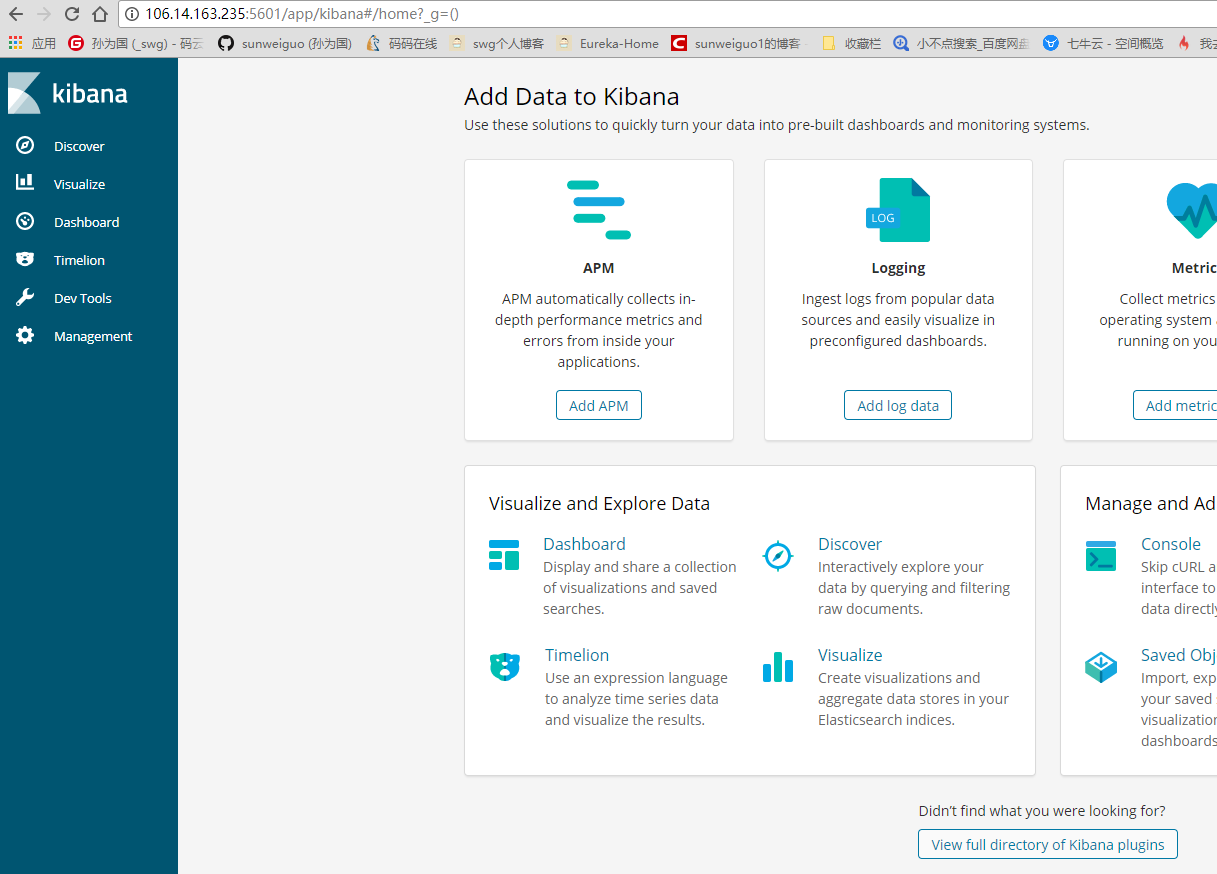 106.14.163.235:5601/app/kibana#/home?_g=()
应用 孙为国 (_swg) - 码云 sunweiguo (孙为国) 码码在线 swg个人博客 Eureka-Home sunweiguo1的博客 收藏栏 小不点搜索_百度网盘 七牛云 - 空间概览 我
kibana
Discover
Visualize
Dashboard
Timelion
Dev Tools
Management
Add Data to Kibana
Use these solutions to quickly turn your data into pre-built dashboards and monitoring systems.
APM
APM automatically collects in-
depth performance metrics and
errors from inside your
applications.
Add APM
LOG
Logging
Ingest logs from popular data
sources and easily visualize in
preconfigured dashboards.
Add log data
Metric
Collect metrics
operating system
running on you
Add metric
Visualize and Explore Data
Dashboard
Display and share a collection
of visualizations and saved
searches.
Discover
Interactively explore your
data by querying and filtering
raw documents.
Timelion
Use an expression language
to analyze time series data
and visualize the results.
Visualize
Create visualizations and
aggregate data stores in your
Elasticsearch indices.
Manage and Ad
Console
Skip cURL a
interface to
data directly
Saved Obj
Import, exp
your saved
visualization
dashboards
Didn't find what you were looking for?
View full directory of Kibana plugins